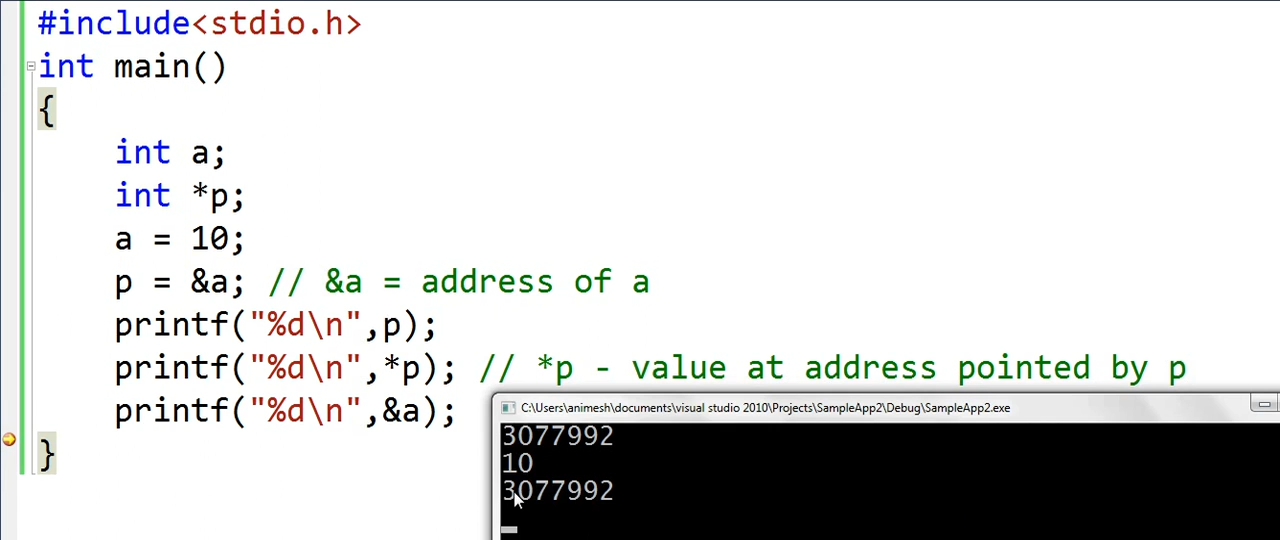 #include<stdio.h>
int main()
{
int a;
int *p;
a = 10;
p = &a; // &a = address of a
printf("%d\n",p);
printf("%d\n",*p); // *p - value at address pointed by p
printf("%d\n",&a);
}
C:\Users\animesh\documents\visual studio 2010\Projects\SampleApp2\Debug\SampleApp2.exe
3077992
10
3077992